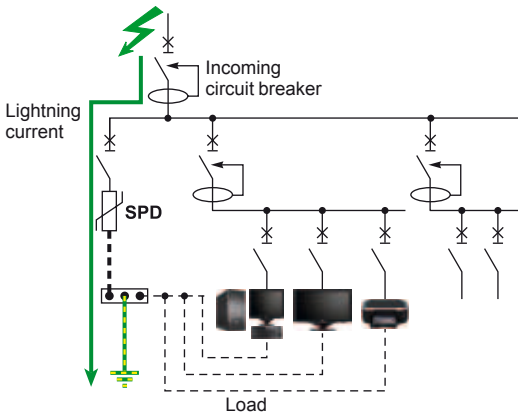 Incoming
circuit breaker
Lightning
current
SPD
Load